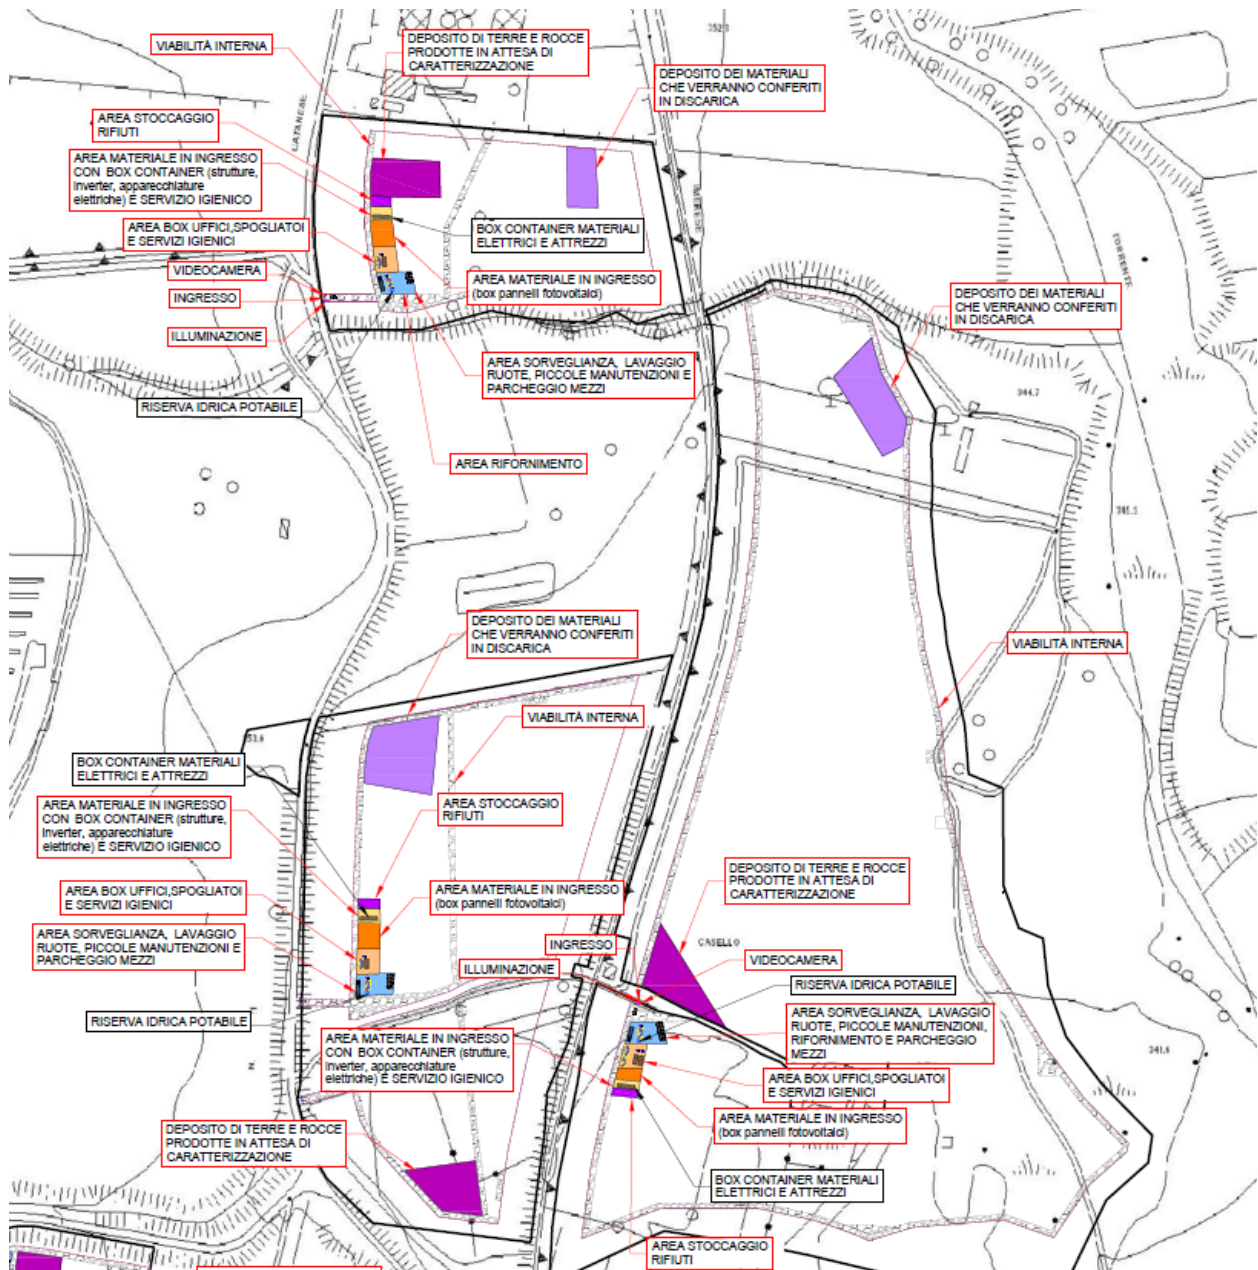 352.3
VIABILITÀ INTERNA
DEPOSITO DI TERRE E ROCCE
PRODOTTE IN ATTESA DI
CARATTERIZZAZIONE
DEPOSITO DEI MATERIALI
CHE VERRANNO CONFERITI
IN DISCARICA
CATANESE
AREA STOCCAGGIO
RIFIUTI
AREA MATERIALE IN INGRESSO
CON BOX CONTAINER (strutture,
inverter, apparecchiature
elettriche) E SERVIZIO IGIENICO
IMERESE
AREA BOX UFFICI,SPOGLIATOI
E SERVIZI IGIENICI
BOX CONTAINER MATERIALI
ELETTRICI E ATTREZZI
TORRENTE
VIDEOCAMERA
INGRESSO
AREA MATERIALE IN INGRESSO
(box pannelli fotovoltaici)
DEPOSITO DEI MATERIALI
CHE VERRANNO CONFERITI
IN DISCARICA
ILLUMINAZIONE
AREA SORVEGLIANZA, LAVAGGIO
RUOTE, PICCOLE MANUTENZIONI E
PARCHEGGIO MEZZI
344.7
RISERVA IDRICA POTABILE
AREA RIFORNIMENTO
DEPOSITO DEI MATERIALI
CHE VERRANNO CONFERITI
IN DISCARICA
VIABILITÀ INTERNA
VIABILITÀ INTERNA
BOX CONTAINER MATERIALI
ELETTRICI E ATTREZZI
AREA STOCCAGGIO
RIFIUTI
AREA MATERIALE IN INGRESSO
CON BOX CONTAINER (strutture,
inverter, apparecchiature
elettriche) E SERVIZIO IGIENICO
DEPOSITO DI TERRE E ROCCE
PRODOTTE IN ATTESA DI
CARATTERIZZAZIONE
AREA BOX UFFICI,SPOGLIATOI
E SERVIZI IGIENICI
AREA MATERIALE IN INGRESSO
(box pannelli fotovoltaici)
AREA SORVEGLIANZA, LAVAGGIO
RUOTE, PICCOLE MANUTENZIONI E
PARCHEGGIO MEZZI
INGRESSO
CASELLO
VIDEOCAMERA
ILLUMINAZIONE
RISERVA IDRICA POTABILE
RISERVA IDRICA POTABILE
AREA SORVEGLIANZA, LAVAGGIO
RUOTE, PICCOLE MANUTENZIONI,
RIFORNIMENTO E PARCHEGGIO
MEZZI
AREA MATERIALE IN INGRESSO
CON BOX CONTAINER (strutture,
inverter, apparecchiature
elettriche) E SERVIZIO IGIENICO
341.6
AREA BOX UFFICI,SPOGLIATOI
E SERVIZI IGIENICI
AREA MATERIALE IN INGRESSO
(box pannelli fotovoltaici)
DEPOSITO DI TERRE E ROCCE
PRODOTTE IN ATTESA DI
CARATTERIZZAZIONE
BOX CONTAINER MATERIALI
ELETTRICI E ATTREZZI
AREA STOCCAGGIO
RIFIUTI